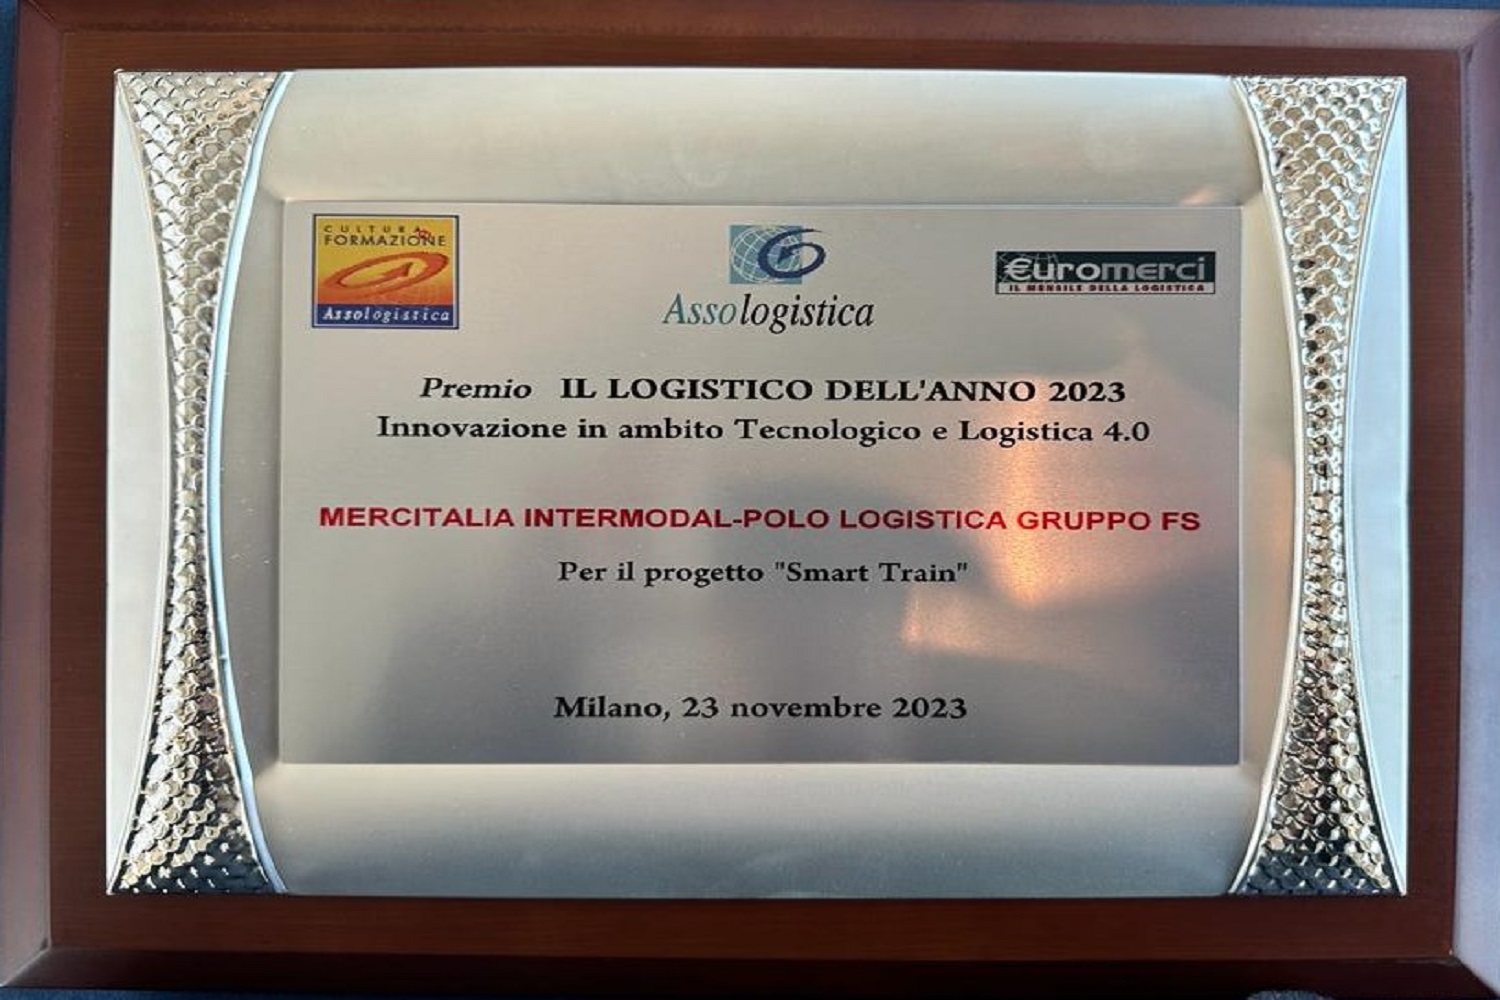 CULTURA E
FORMAZIONE
Assologistica
Assologistica
€uromerci
IL MENSILE DELLA LOGISTICA
Premio IL LOGISTICO DELL'ANNO 2023
Innovazione in ambito Tecnologico e Logistica 4.0
MERCITALIA INTERMODAL-POLO LOGISTICA GRUPPO FS
Per il progetto "Smart Train"
Milano, 23 novembre 2023